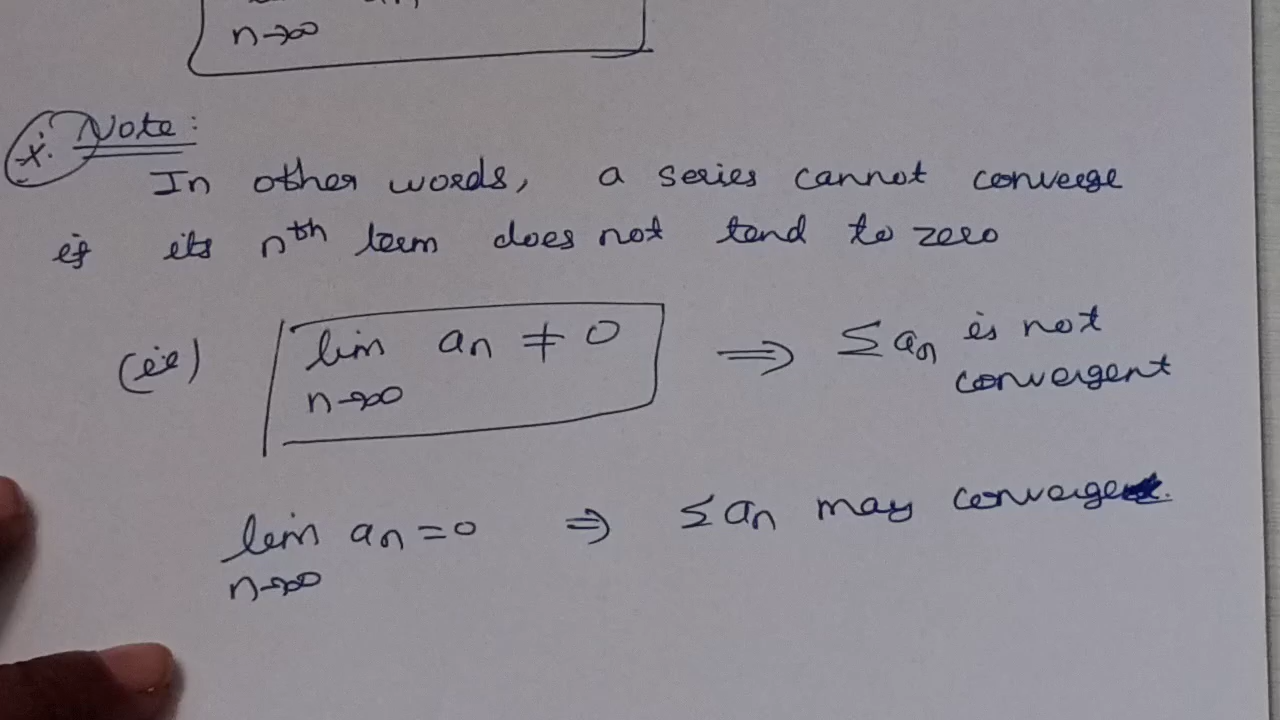 n→∞
x. Note:
In other words, a series cannot converge
if its nth term does not tend to zero
(ie) lim an ≠ 0 ⇒ Σan is not
n→∞ convergent
lim an = 0 ⇒ Σan may converge
n→∞